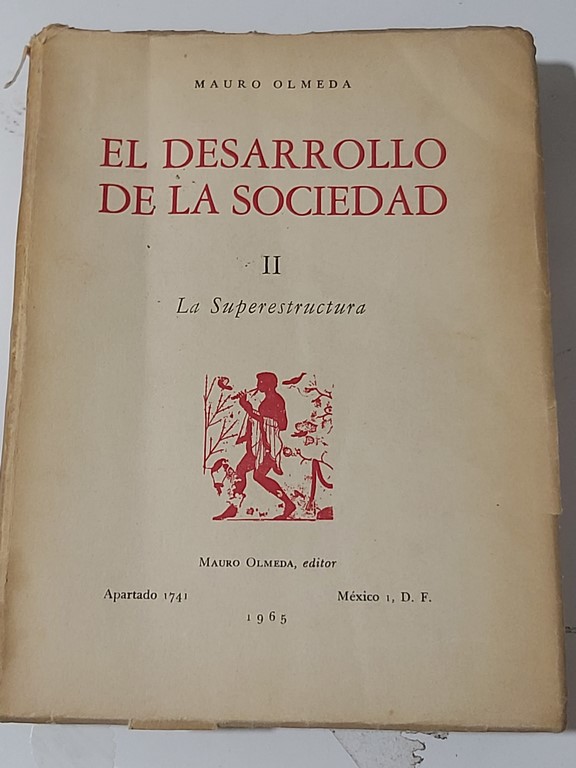 MAURO OLMEDA
EL DESARROLLO
DE LA SOCIEDAD
II
La Superestructura
MAURO OLMEDA, editor
Apartado 1741 México 1, D. F.
1965